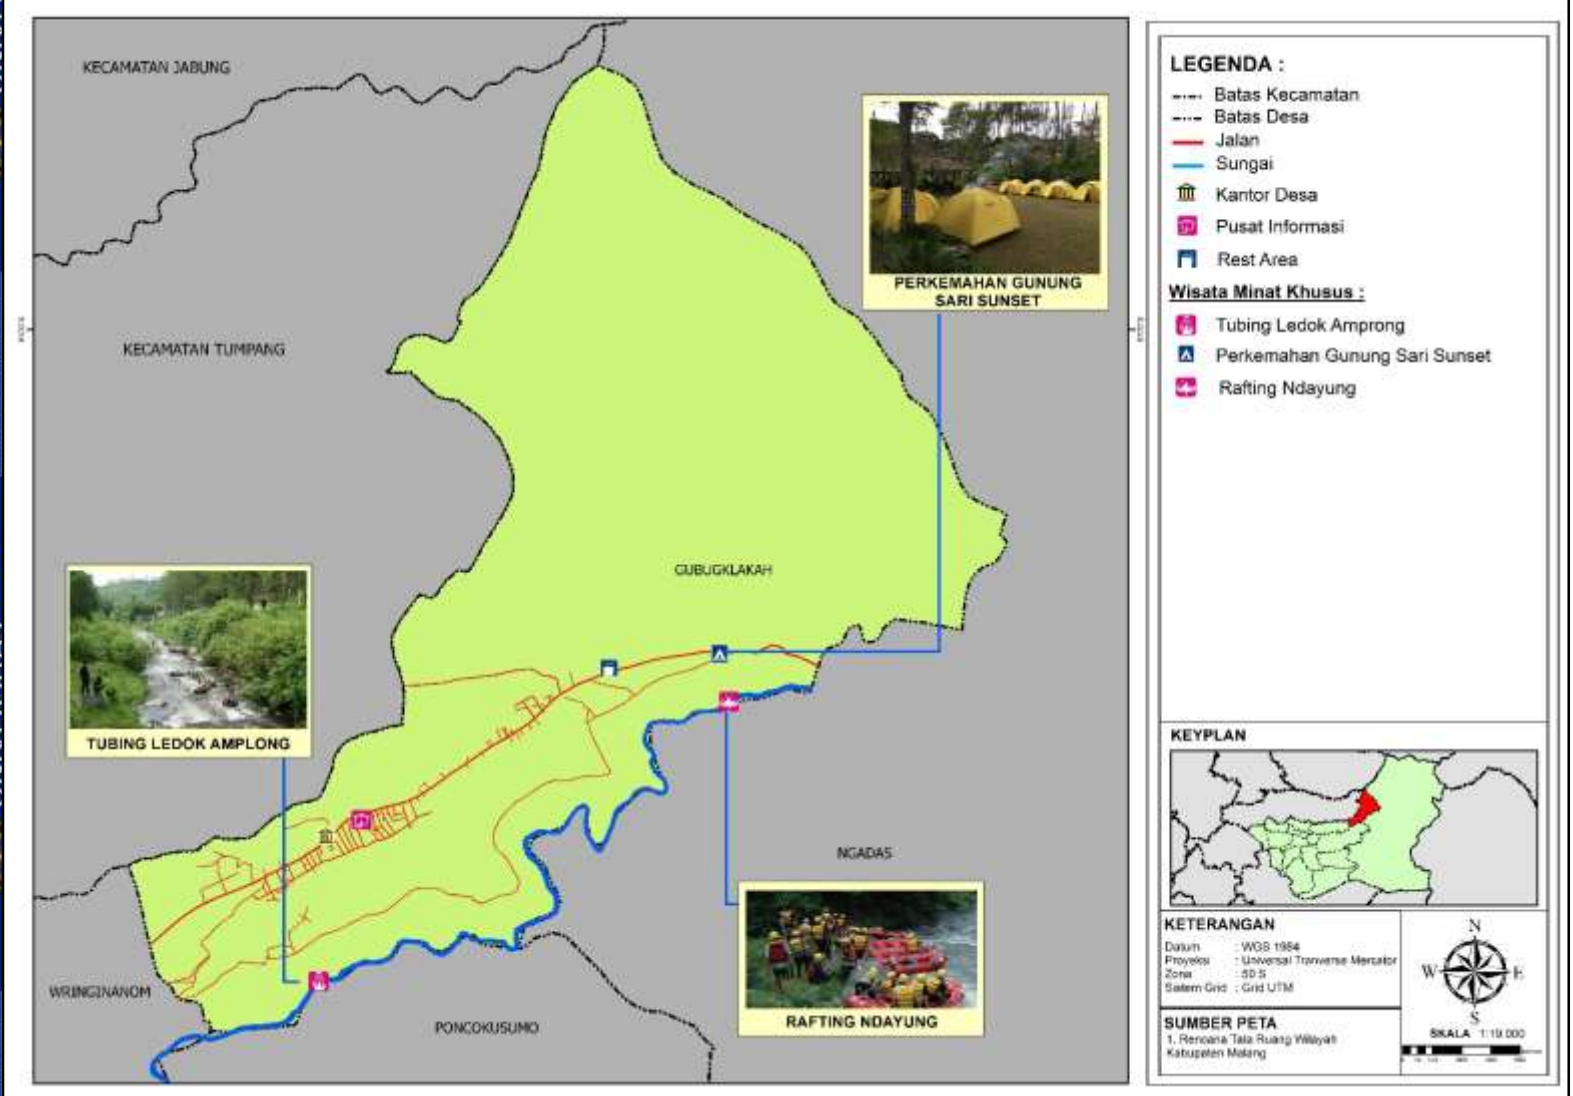 KECAMATAN JABUNG
KECAMATAN TUMPANG
PERKEMAHAN GUNUNG
SARI SUNSET
GUBUGKLAKAH
TUBING LEDOK AMPLONG
NGADAS
WRINGINANOM
PONCOKUSUMO
RAFTING NDAYUNG
LEGENDA :
Batas Kecamatan
Batas Desa
Jalan
Sungai
Kantor Desa
Pusat Informasi
Rest Area
Wisata Minat Khusus :
Tubing Ledok Amprong
Perkemahan Gunung Sari Sunset
Rafting Ndayung
KEYPLAN
KETERANGAN
Datum : WGS 1984
Proyeksi : Universal Tranverse Mercator
Zona : 50 S
Sistem Grid : Grid UTM
SUMBER PETA
1. Rencana Tata Ruang Wilayah
Kabupaten Malang
N
W E
S
SKALA 1:19.000